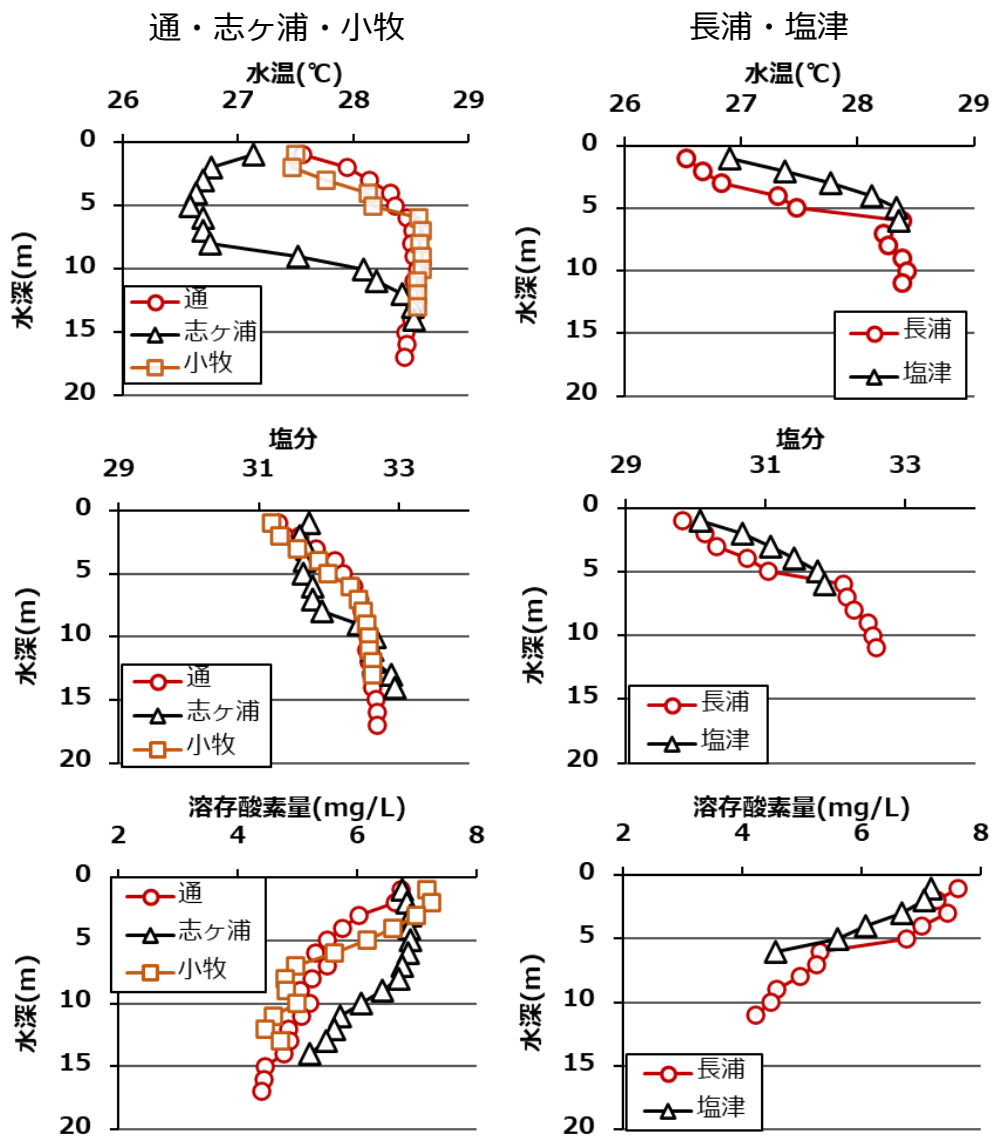 通・志ヶ浦・小牧
水温(℃)
26 27 28 29
0
5
10
15
20
水深(m)
通
志ヶ浦
小牧
塩分
29 31 33
0
5
10
15
20
水深(m)
通
志ヶ浦
小牧
溶存酸素量(mg/L)
2 4 6 8
0
5
10
15
20
水深(m)
通
志ヶ浦
小牧
長浦・塩津
水温(℃)
26 27 28 29
0
5
10
15
20
水深(m)
長浦
塩津
塩分
29 31 33
0
5
10
15
20
水深(m)
長浦
塩津
溶存酸素量(mg/L)
2 4 6 8
0
5
10
15
20
水深(m)
長浦
塩津